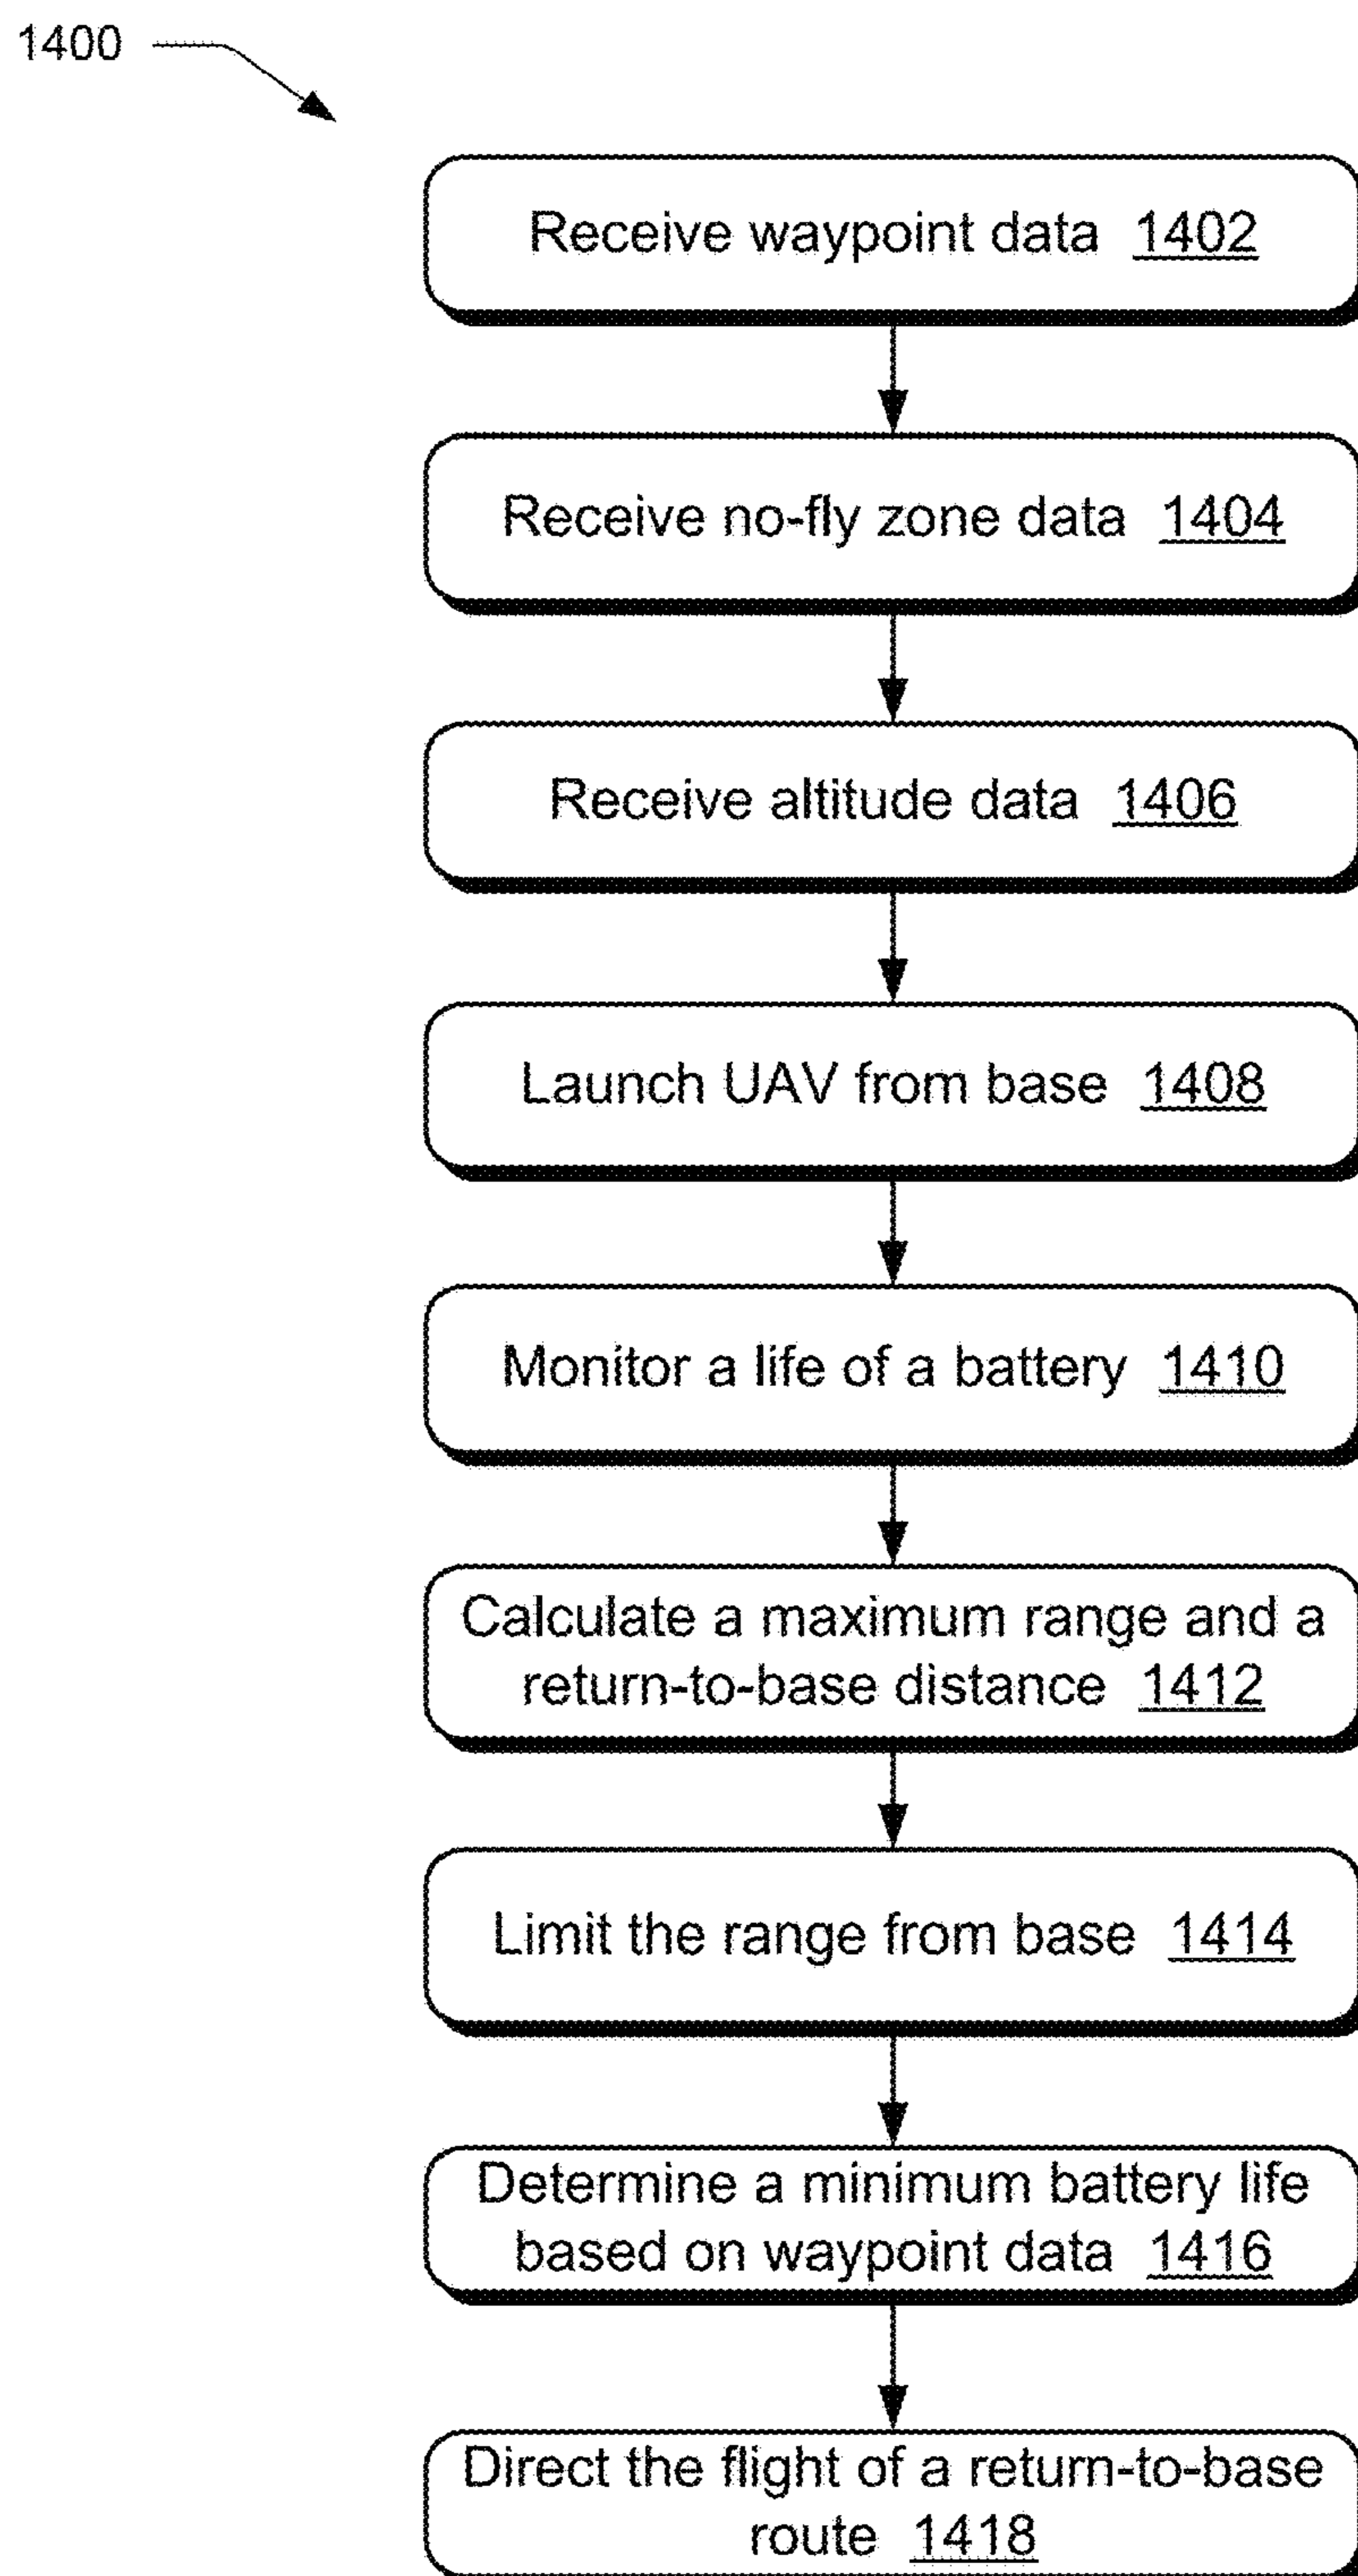 1400
Receive waypoint data 1402
Receive no-fly zone data 1404
Receive altitude data 1406
Launch UAV from base 1408
Monitor a life of a battery 1410
Calculate a maximum range and a
return-to-base distance 1412
Limit the range from base 1414
Determine a minimum battery life
based on waypoint data 1416
Direct the flight of a return-to-base
route 1418